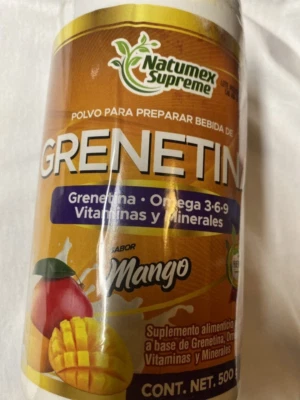 Natumex
Supreme
POLVO PARA PREPARAR BEBIDA DE
GRENETINA
Grenetina • Omega 3-6-9
Vitaminas y Minerales
SABOR
Mango
Suplemento alimenticio
a base de Grenetina,
Vitaminas y Minerales
CONT. NET. 500